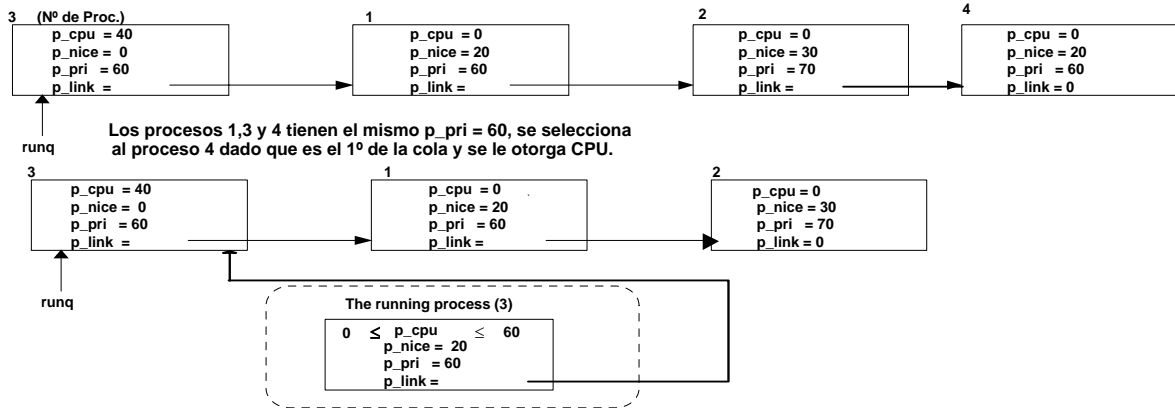 3 (Nº de Proc.)
p_cpu = 40
p_nice = 0
p_pri = 60
p_link =
1
p_cpu = 0
p_nice = 20
p_pri = 60
p_link =
2
p_cpu = 0
p_nice = 30
p_pri = 70
p_link =
4
p_cpu = 0
p_nice = 20
p_pri = 60
p_link = 0
runq
Los procesos 1,3 y 4 tienen el mismo p_pri = 60, se selecciona
al proceso 4 dado que es el 1º de la cola y se le otorga CPU.
3
p_cpu = 40
p_nice = 0
p_pri = 60
p_link =
1
p_cpu = 0
p_nice = 20
p_pri = 60
p_link =
2
p_cpu = 0
p_nice = 30
p_pri = 70
p_link = 0
runq
The running process (3)
0 ≤ p_cpu ≤ 60
p_nice = 20
p_pri = 60
p_link =